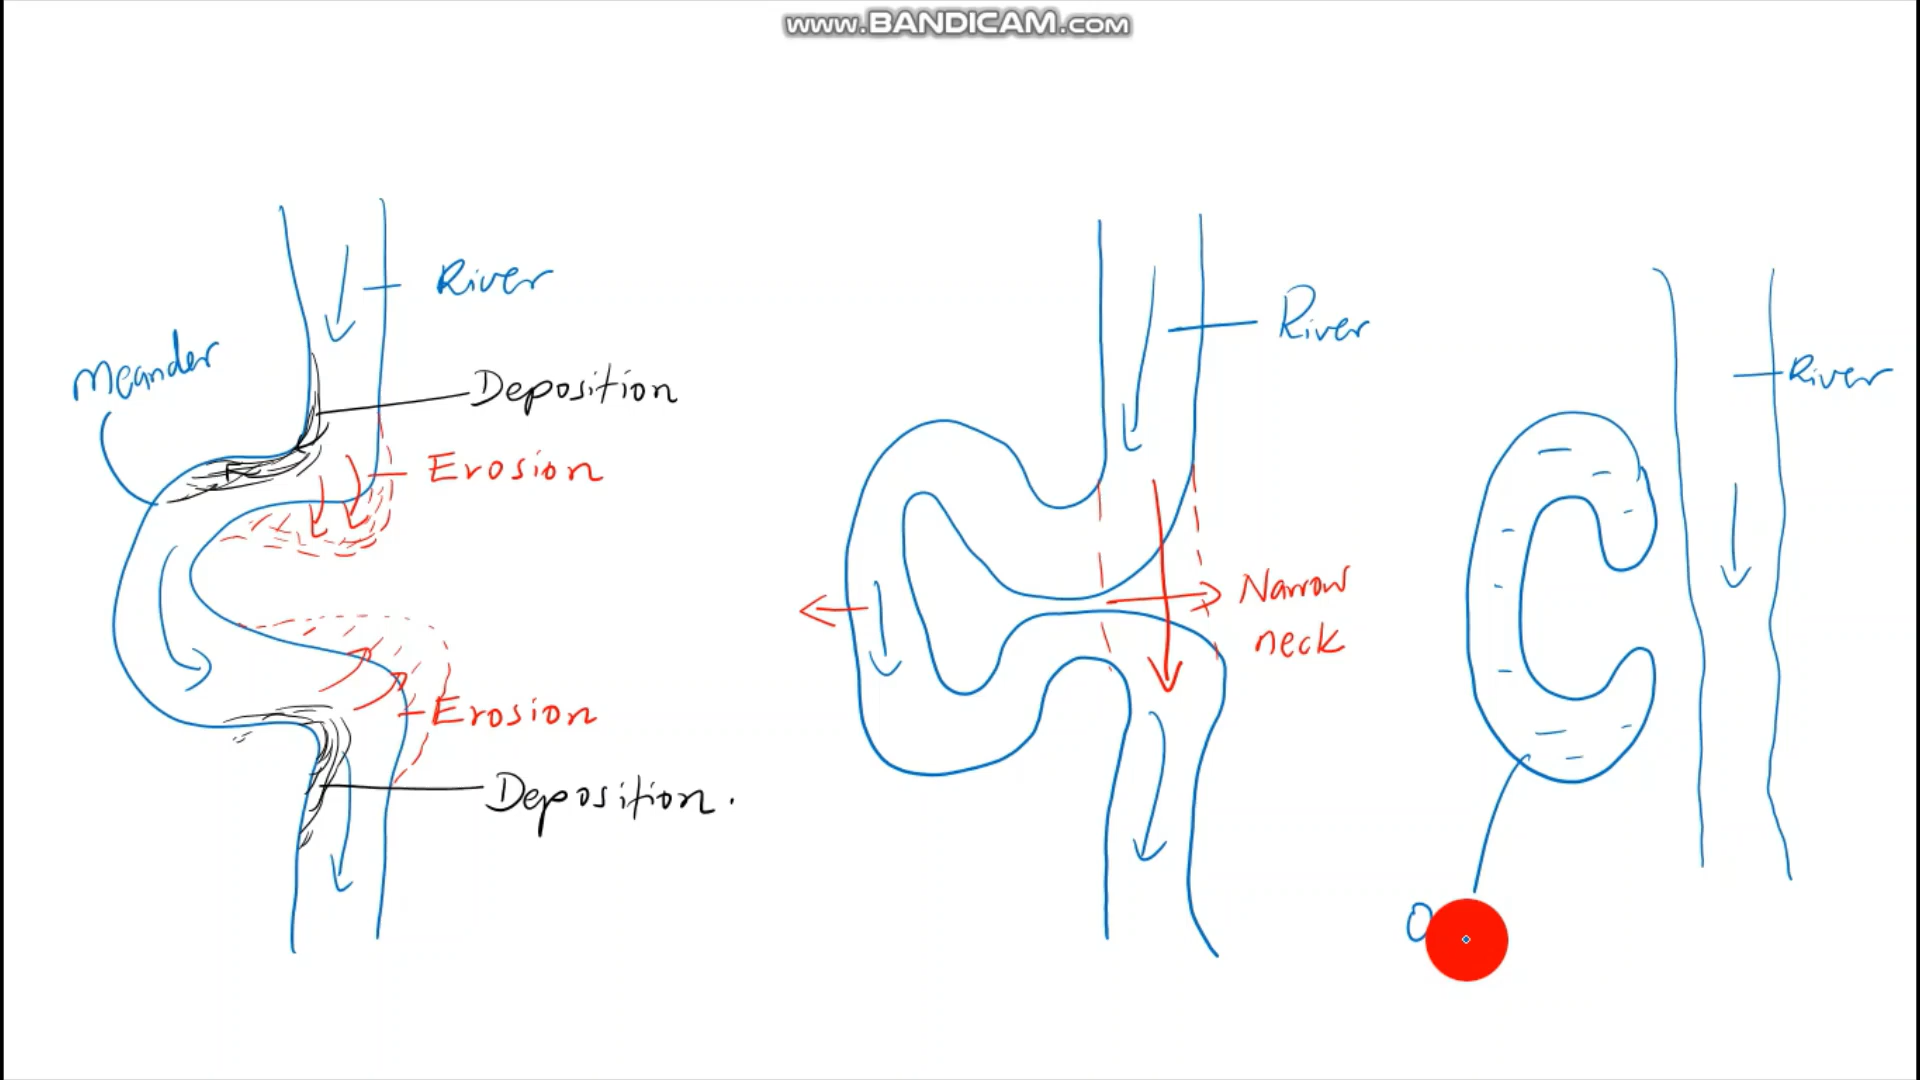 www.BANDICAM.com
River
Meander
Deposition
Erosion
Erosion
Deposition.
River
Narrow
neck
River
O